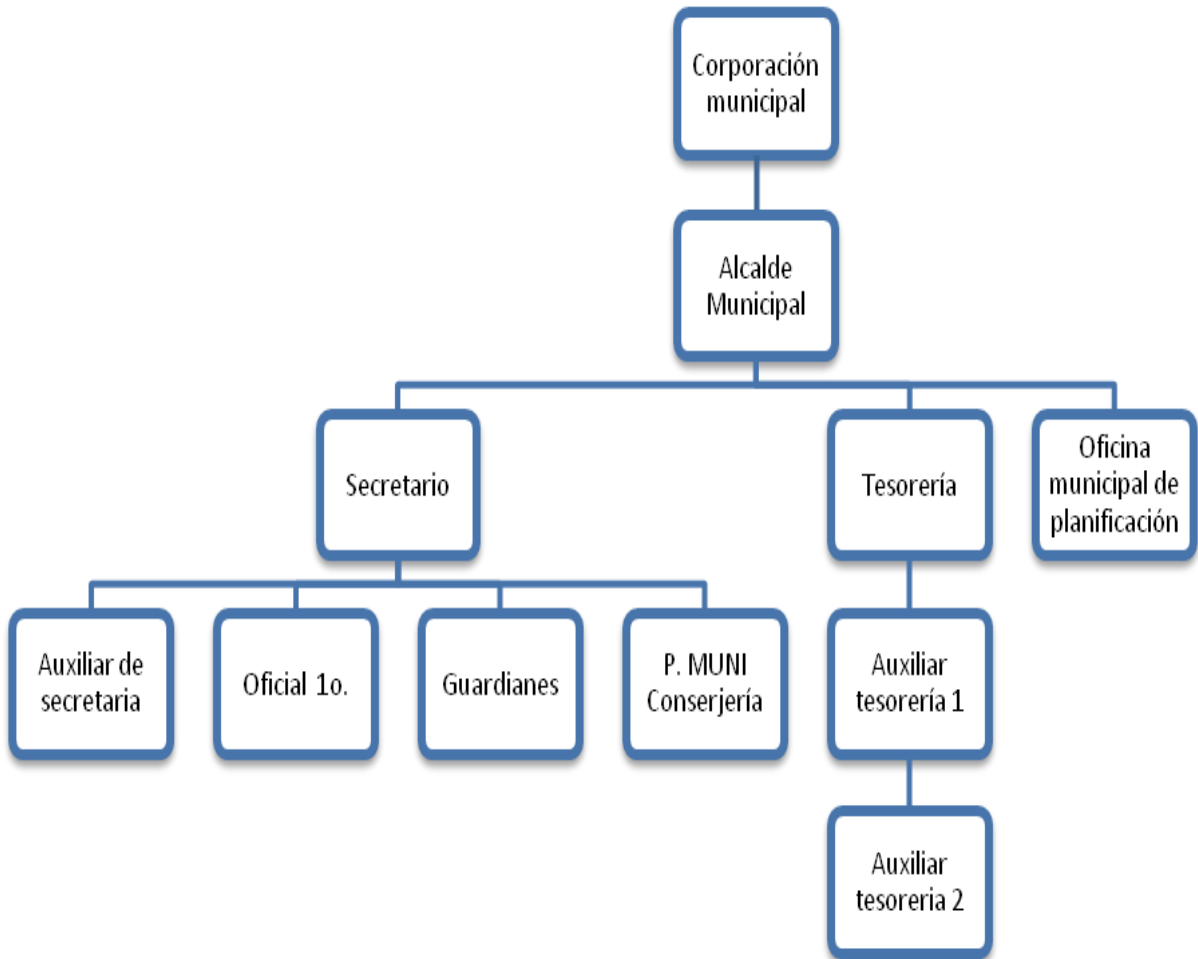 Corporación
municipal
Alcalde
Municipal
Secretario
Tesorería
Oficina
municipal de
planificación
Auxiliar de
secretaria
Oficial 1o.
Guardianes
P. MUNI
Conserjería
Auxiliar
tesorería 1
Auxiliar
tesoreria 2